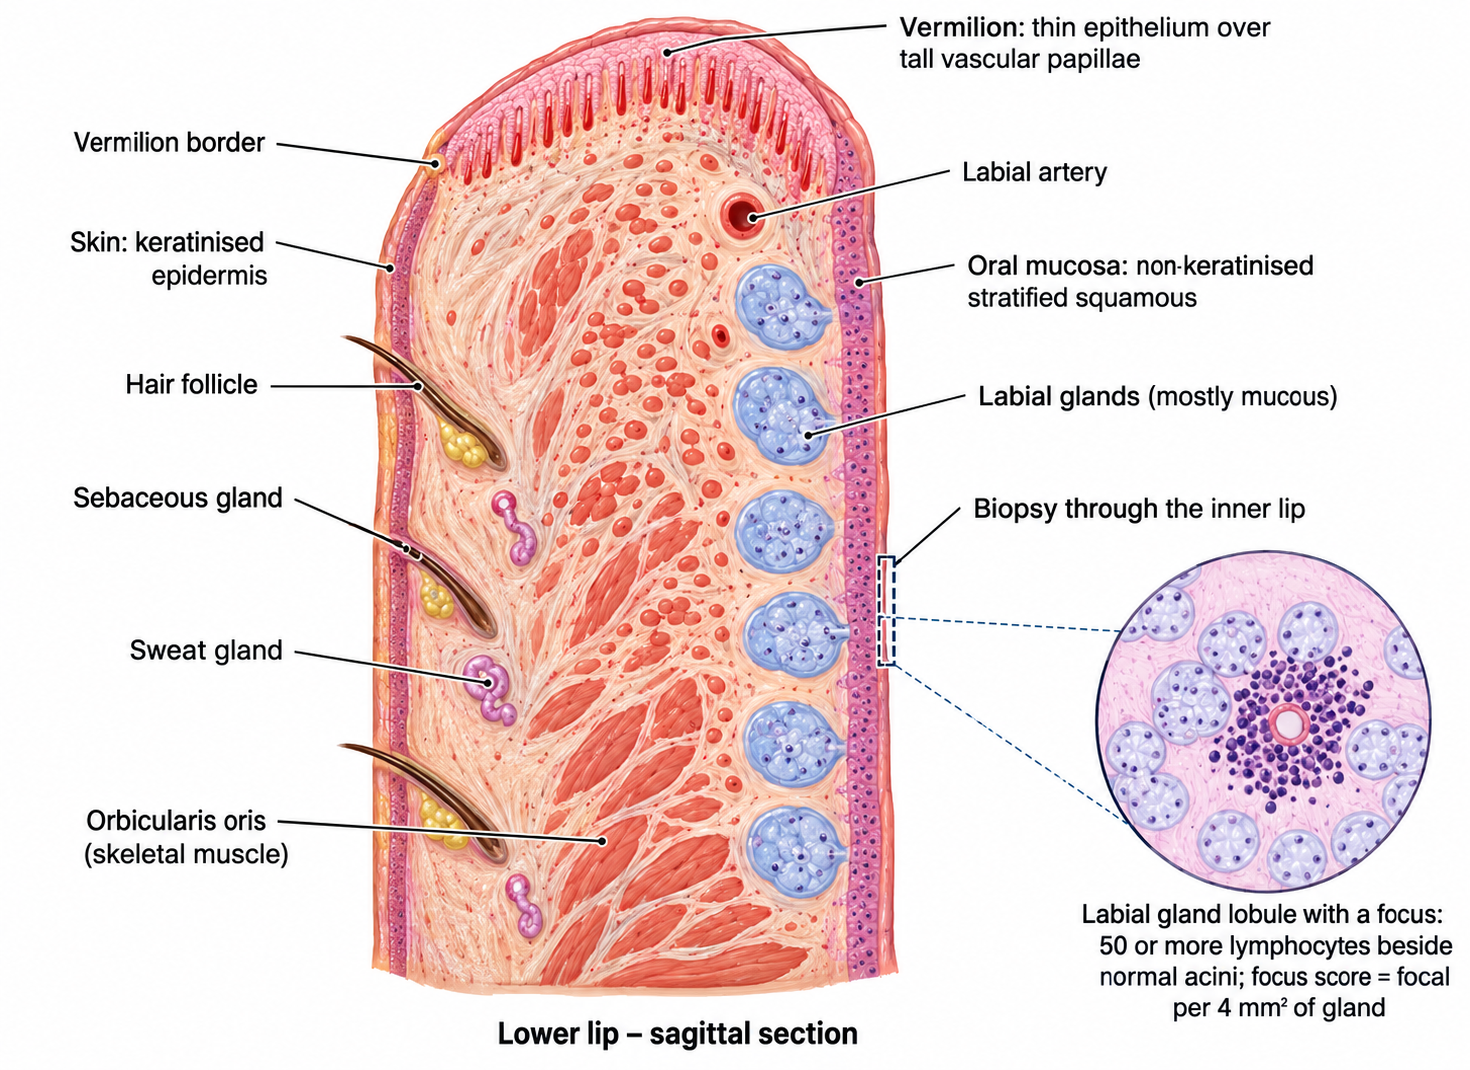 Vermilion: thin epithelium over
tall vascular papillae
Vermilion border
Labial artery
Skin: keratinised
epidermis
Oral mucosa: non-keratinised
stratified squamous
Hair follicle
Labial glands (mostly mucous)
Sebaceous gland
Biopsy through the inner lip
Sweat gland
Orbicularis oris
(skeletal muscle)
Labial gland lobule with a focus:
50 or more lymphocytes beside
normal acini; focus score = focal
per 4 mm² of gland
Lower lip – sagittal section